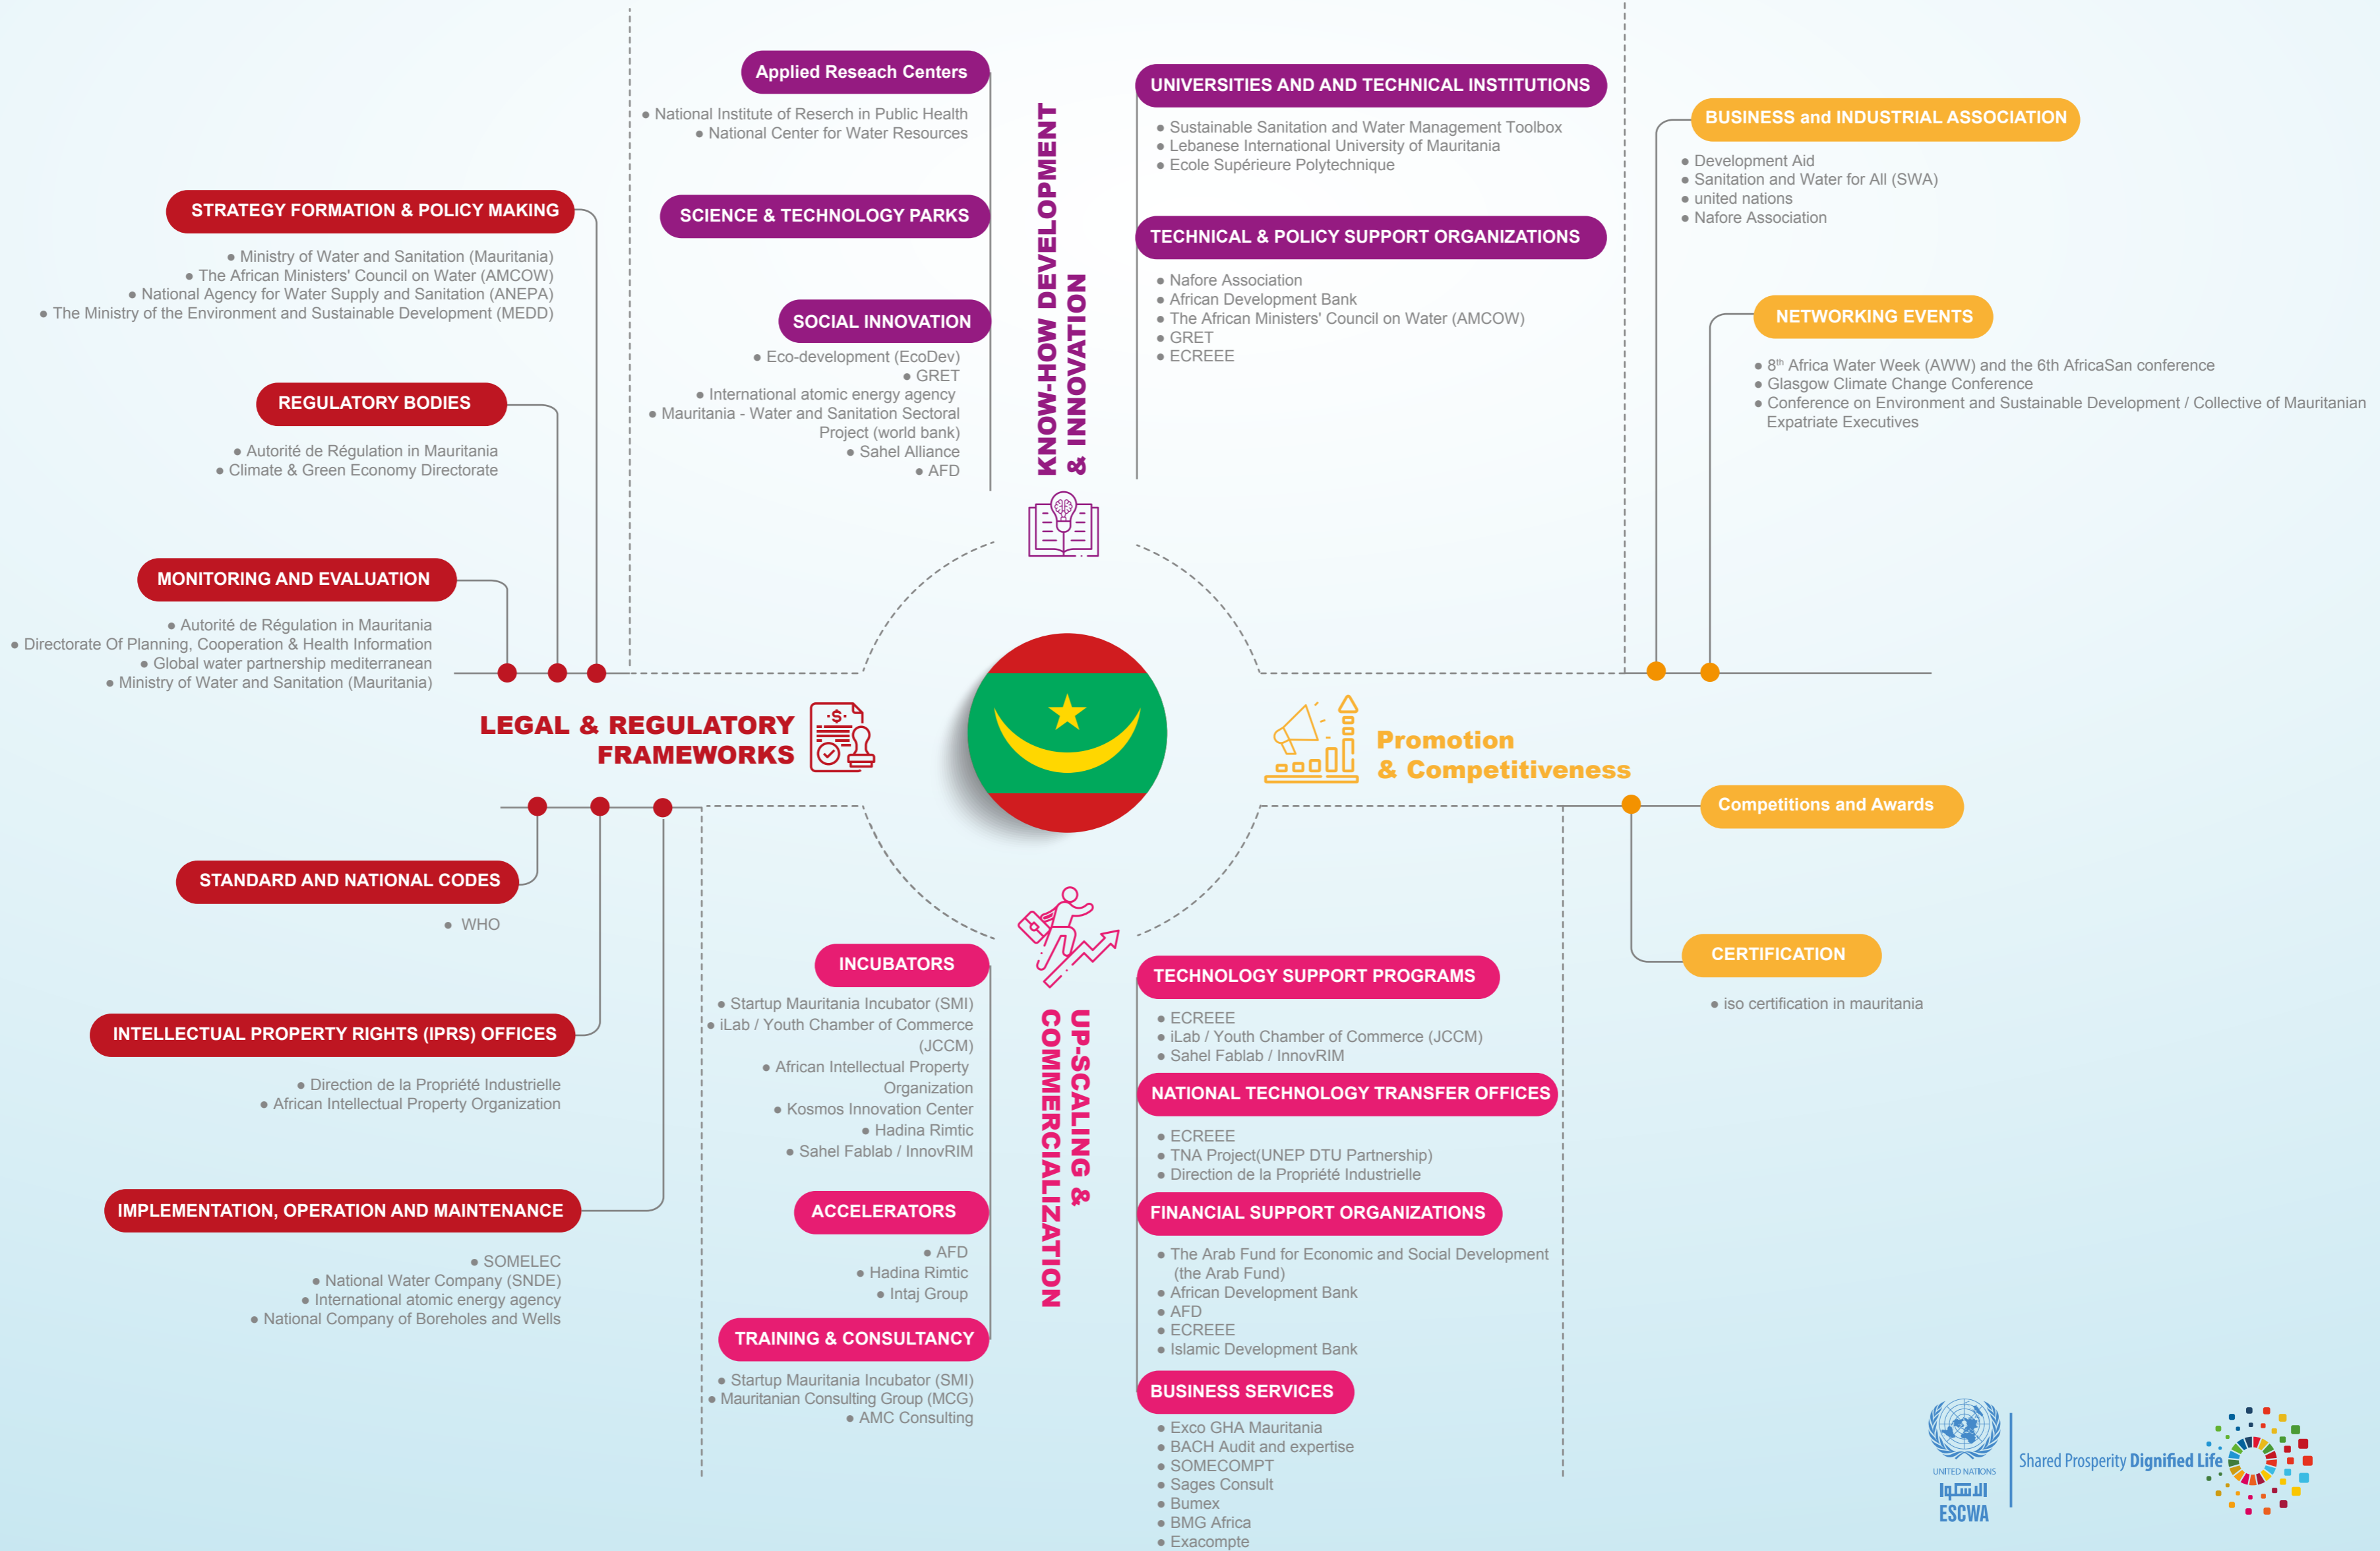 Applied Reseach Centers
● National Institute of Reserch in Public Health
● National Center for Water Resources
SCIENCE & TECHNOLOGY PARKS
SOCIAL INNOVATION
● Eco-development (EcoDev)
● GRET
● International atomic energy agency
● Mauritania - Water and Sanitation Sectoral
Project (world bank)
● Sahel Alliance
● AFD
KNOW-HOW DEVELOPMENT
& INNOVATION
UNIVERSITIES AND AND TECHNICAL INSTITUTIONS
● Sustainable Sanitation and Water Management Toolbox
● Lebanese International University of Mauritania
● Ecole Supérieure Polytechnique
TECHNICAL & POLICY SUPPORT ORGANIZATIONS
● Nafore Association
● African Development Bank
● The African Ministers' Council on Water (AMCOW)
● GRET
● ECREEE
BUSINESS and INDUSTRIAL ASSOCIATION
● Development Aid
● Sanitation and Water for All (SWA)
● united nations
● Nafore Association
NETWORKING EVENTS
● 8th Africa Water Week (AWW) and the 6th AfricaSan conference
● Glasgow Climate Change Conference
● Conference on Environment and Sustainable Development / Collective of Mauritanian
Expatriate Executives
STRATEGY FORMATION & POLICY MAKING
● Ministry of Water and Sanitation (Mauritania)
● The African Ministers' Council on Water (AMCOW)
● National Agency for Water Supply and Sanitation (ANEPA)
● The Ministry of the Environment and Sustainable Development (MEDD)
REGULATORY BODIES
● Autorité de Régulation in Mauritania
● Climate & Green Economy Directorate
MONITORING AND EVALUATION
● Autorité de Régulation in Mauritania
● Directorate Of Planning, Cooperation & Health Information
● Global water partnership mediterranean
● Ministry of Water and Sanitation (Mauritania)
LEGAL & REGULATORY
FRAMEWORKS
$
Promotion
& Competitiveness
STANDARD AND NATIONAL CODES
● WHO
INTELLECTUAL PROPERTY RIGHTS (IPRS) OFFICES
● Direction de la Propriété Industrielle
● African Intellectual Property Organization
IMPLEMENTATION, OPERATION AND MAINTENANCE
● SOMELEC
● National Water Company (SNDE)
● International atomic energy agency
● National Company of Boreholes and Wells
INCUBATORS
● Startup Mauritania Incubator (SMI)
● iLab / Youth Chamber of Commerce
(JCCM)
● African Intellectual Property
Organization
● Kosmos Innovation Center
● Hadina Rimtic
● Sahel Fablab / InnovRIM
ACCELERATORS
● AFD
● Hadina Rimtic
● Intaj Group
TRAINING & CONSULTANCY
● Startup Mauritania Incubator (SMI)
● Mauritanian Consulting Group (MCG)
● AMC Consulting
UP-SCALING &
COMMERCIALIZATION
TECHNOLOGY SUPPORT PROGRAMS
● ECREEE
● iLab / Youth Chamber of Commerce (JCCM)
● Sahel Fablab / InnovRIM
NATIONAL TECHNOLOGY TRANSFER OFFICES
● ECREEE
● TNA Project(UNEP DTU Partnership)
● Direction de la Propriété Industrielle
FINANCIAL SUPPORT ORGANIZATIONS
● The Arab Fund for Economic and Social Development
(the Arab Fund)
● African Development Bank
● AFD
● ECREEE
● Islamic Development Bank
BUSINESS SERVICES
● Exco GHA Mauritania
● BACH Audit and expertise
● SOMECOMPT
● Sages Consult
● Bumex
● BMG Africa
● Exacompte
Competitions and Awards
CERTIFICATION
● iso certification in mauritania
UNITED NATIONS
الإسكوا
ESCWA
Shared Prosperity Dignified Life